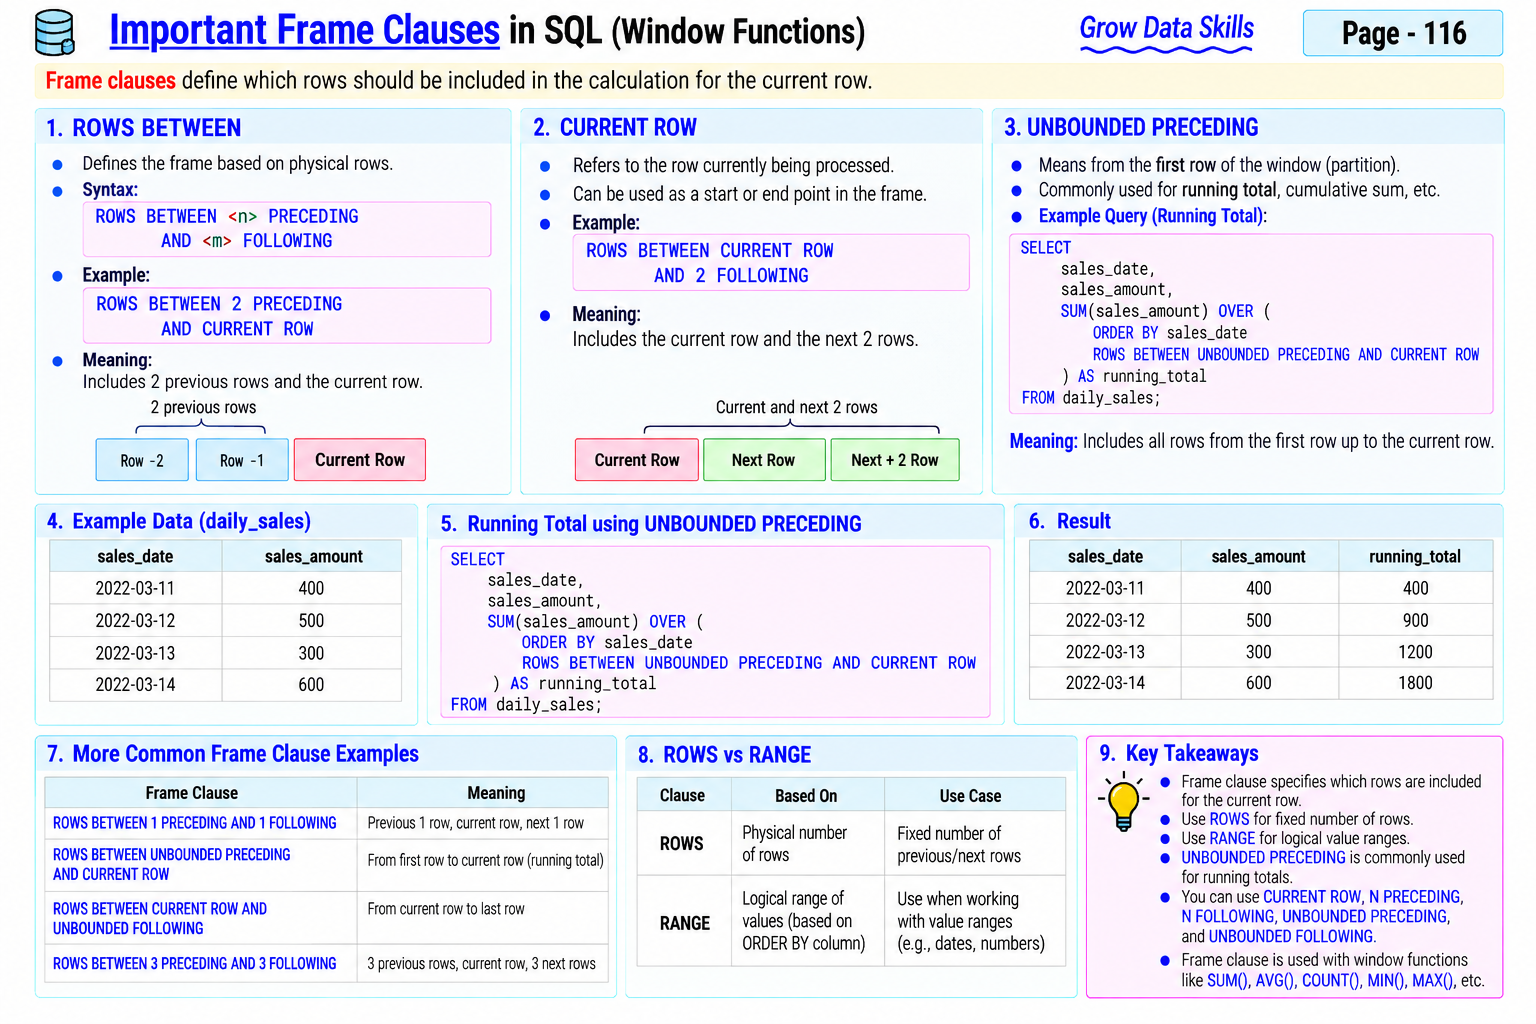 Important Frame Clauses in SQL (Window Functions)
Grow Data Skills
Page - 116
Frame clauses define which rows should be included in the calculation for the current row.
1. ROWS BETWEEN
Defines the frame based on physical rows.
Syntax:
ROWS BETWEEN <n> PRECEDING
AND <m> FOLLOWING
Example:
ROWS BETWEEN 2 PRECEDING
AND CURRENT ROW
Meaning:
Includes 2 previous rows and the current row.
2 previous rows
Row -2
Row -1
Current Row
2. CURRENT ROW
Refers to the row currently being processed.
Can be used as a start or end point in the frame.
Example:
ROWS BETWEEN CURRENT ROW
AND 2 FOLLOWING
Meaning:
Includes the current row and the next 2 rows.
Current and next 2 rows
Current Row
Next Row
Next + 2 Row
3. UNBOUNDED PRECEDING
Means from the first row of the window (partition).
Commonly used for running total, cumulative sum, etc.
Example Query (Running Total):
SELECT
sales_date,
sales_amount,
SUM(sales_amount) OVER (
ORDER BY sales_date
ROWS BETWEEN UNBOUNDED PRECEDING AND CURRENT ROW
) AS running_total
FROM daily_sales;
Meaning: Includes all rows from the first row up to the current row.
4. Example Data (daily_sales)
sales_date sales_amount
2022-03-11 400
2022-03-12 500
2022-03-13 300
2022-03-14 600
5. Running Total using UNBOUNDED PRECEDING
SELECT
sales_date,
sales_amount,
SUM(sales_amount) OVER (
ORDER BY sales_date
ROWS BETWEEN UNBOUNDED PRECEDING AND CURRENT ROW
) AS running_total
FROM daily_sales;
6. Result
sales_date sales_amount running_total
2022-03-11 400 400
2022-03-12 500 900
2022-03-13 300 1200
2022-03-14 600 1800
7. More Common Frame Clause Examples
Frame Clause Meaning
ROWS BETWEEN 1 PRECEDING AND 1 FOLLOWING Previous 1 row, current row, next 1 row
ROWS BETWEEN UNBOUNDED PRECEDING
AND CURRENT ROW
From first row to current row (running total)
ROWS BETWEEN CURRENT ROW AND
UNBOUNDED FOLLOWING
From current row to last row
ROWS BETWEEN 3 PRECEDING AND 3 FOLLOWING 3 previous rows, current row, 3 next rows
8. ROWS vs RANGE
Clause Based On Use Case
ROWS
Physical number
of rows
Fixed number of
previous/next rows
RANGE
Logical range of
values (based on
ORDER BY column)
Use when working
with value ranges
(e.g., dates, numbers)
9. Key Takeaways
Frame clause specifies which rows are included
for the current row.
Use ROWS for fixed number of rows.
Use RANGE for logical value ranges.
UNBOUNDED PRECEDING is commonly used
for running totals.
You can use CURRENT ROW, N PRECEDING,
N FOLLOWING, UNBOUNDED PRECEDING,
and UNBOUNDED FOLLOWING.
Frame clause is used with window functions
like SUM(), AVG(), COUNT(), MIN(), MAX(), etc.